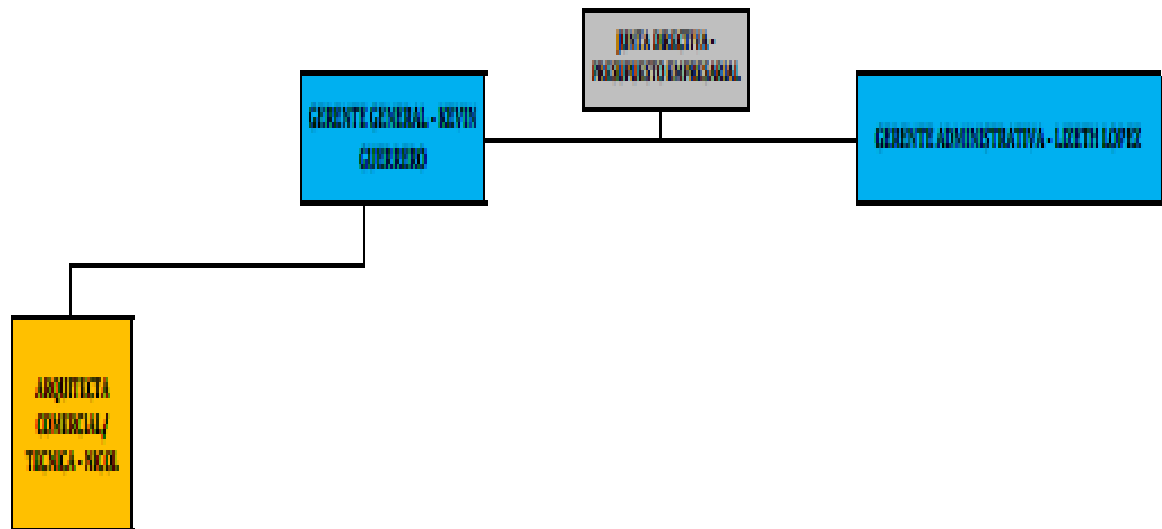 JUNTA DIRECTIVA -
PRESUPUESTO EMPRESARIAL
GERENTE GENERAL - KEVIN
GUERRERO
GERENTE ADMINISTRATIVA - LIZETH LOPEZ
ARQUITECTA
COMERCIAL/
TECNICA - NICOL